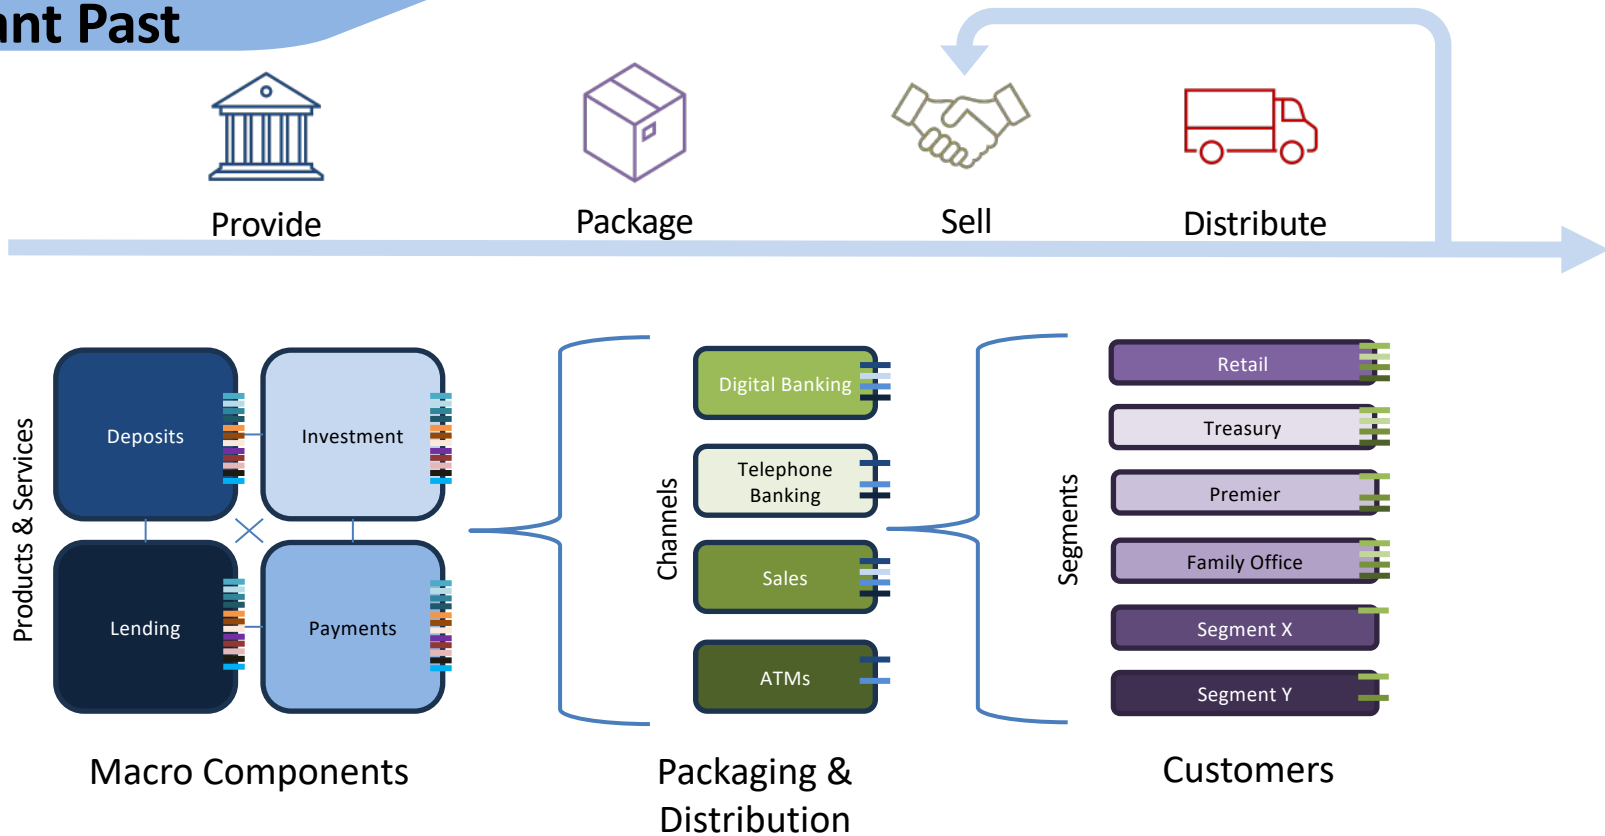 ant Past
Provide
Package
Sell
Distribute
Products & Services
Deposits
Investment
Lending
Payments
Macro Components
Channels
Digital Banking
Telephone
Banking
Sales
ATMs
Packaging &
Distribution
Segments
Retail
Treasury
Premier
Family Office
Segment X
Segment Y
Customers